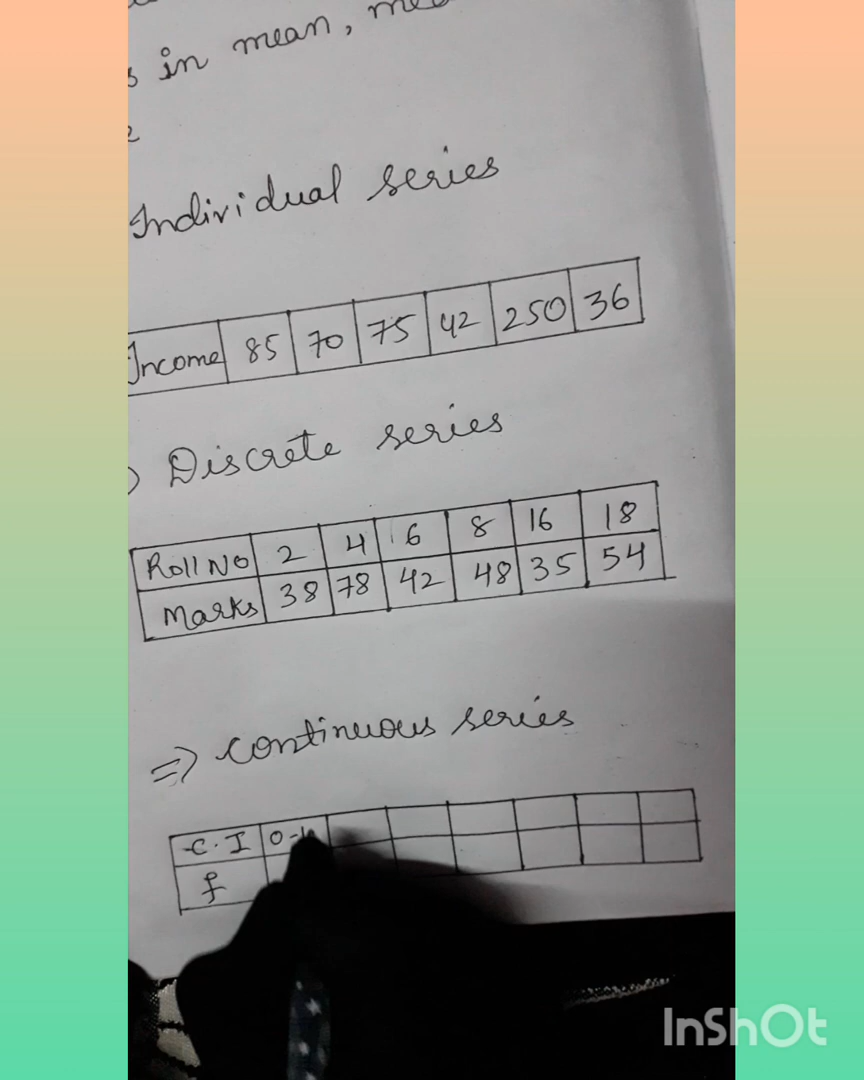 in mean,
Individual series
Income 85 70 75 42 250 36
Discrete series
Roll No 2 4 6 8 16 18
Marks 38 78 42 48 35 54
=> continuous series
C.I 0-
f
InShOt